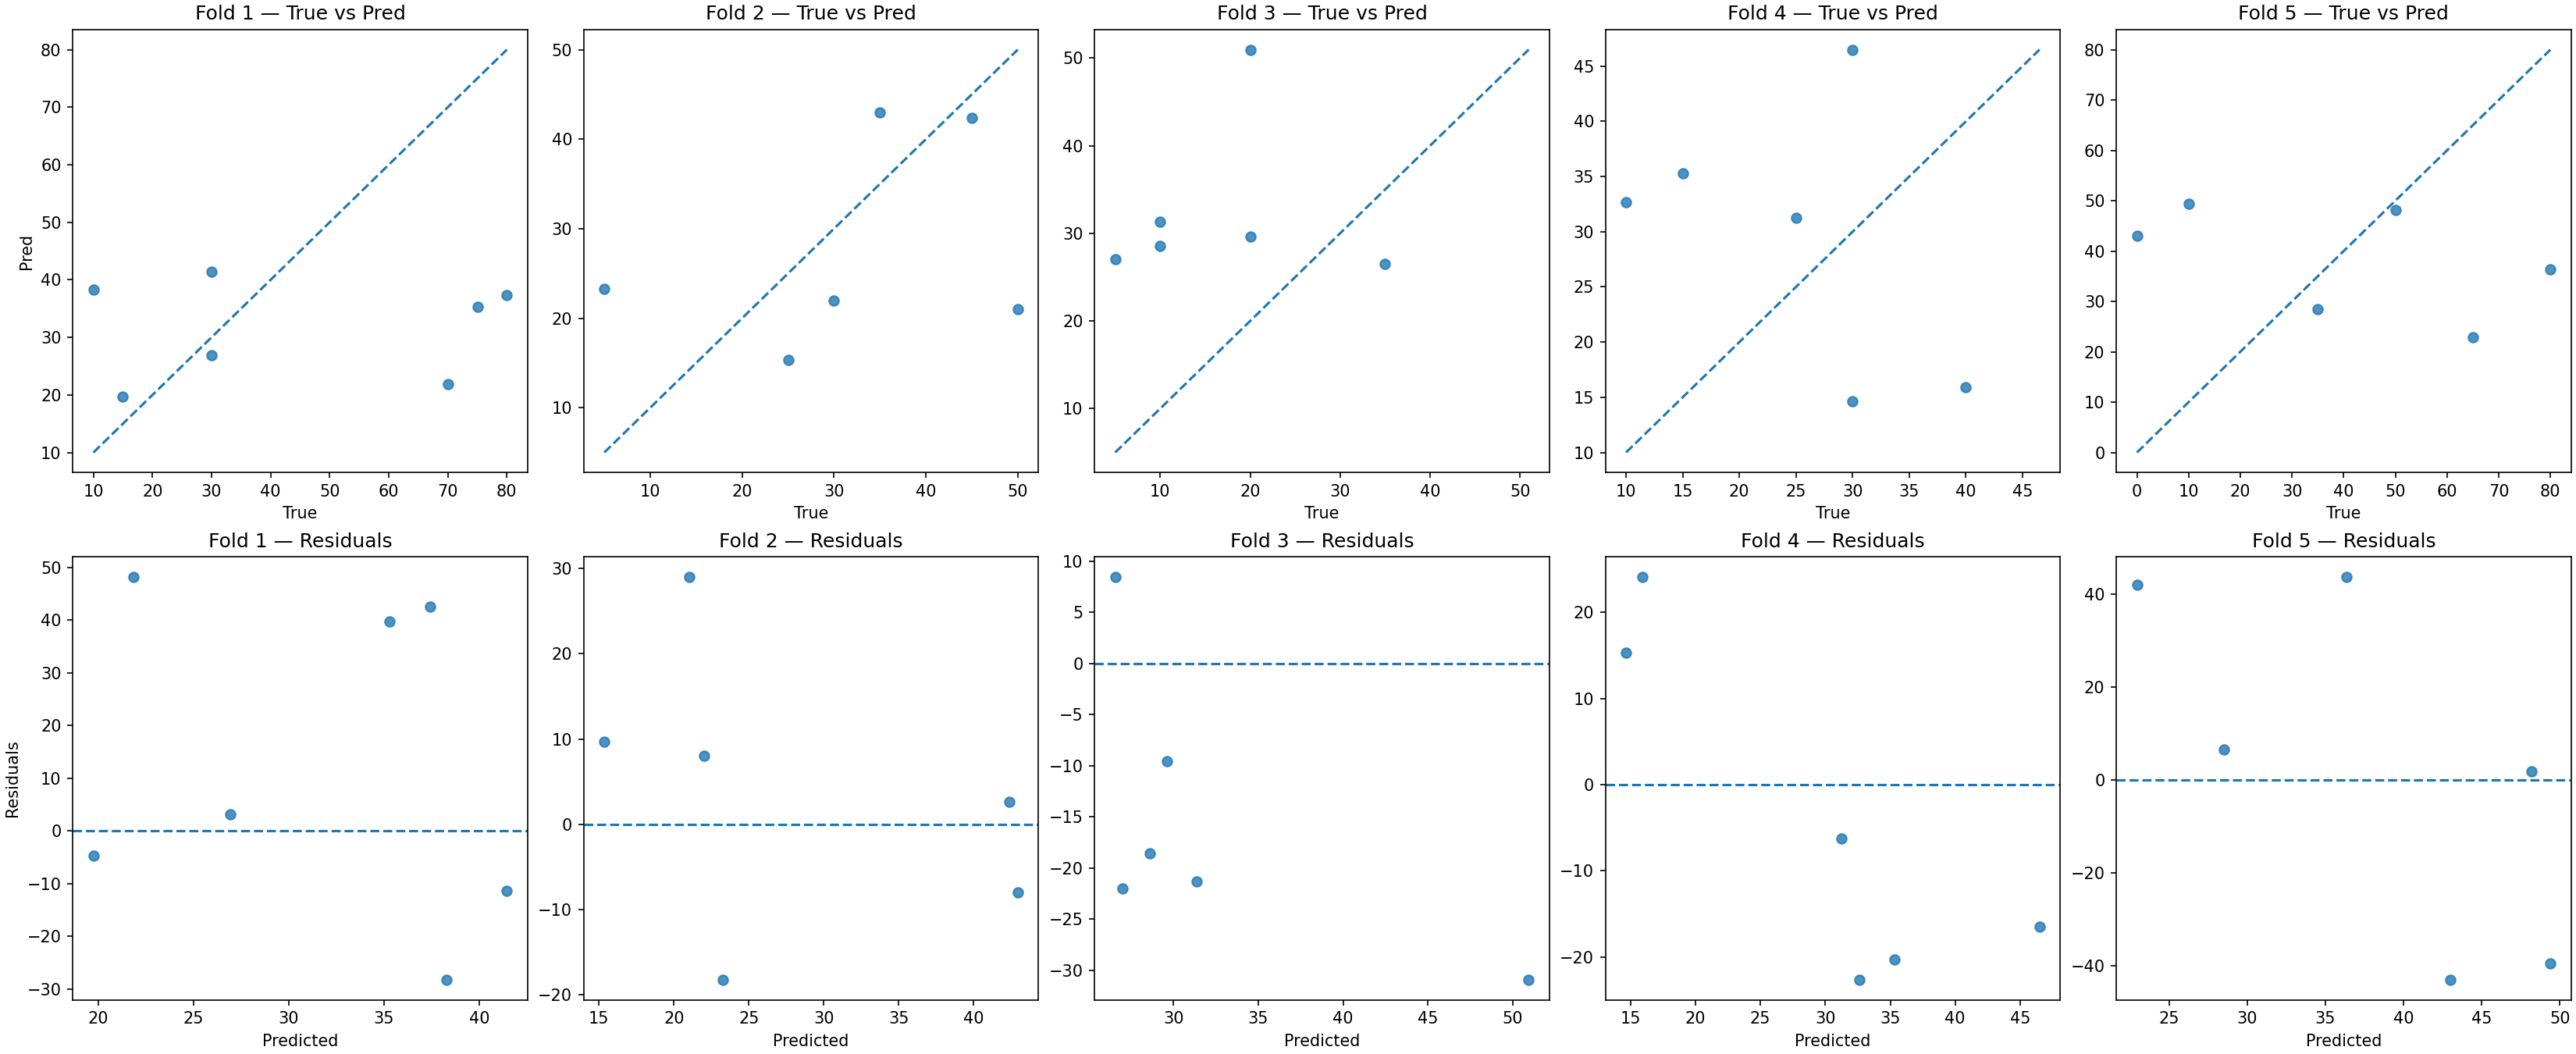 Fold 1 — True vs Pred
Fold 2 — True vs Pred
Fold 3 — True vs Pred
Fold 4 — True vs Pred
Fold 5 — True vs Pred
80
70
60
50
40
30
20
10
Pred
10 20 30 40 50 60 70 80
True
50
40
30
20
10
10 20 30 40 50
True
50
40
30
20
10
10 20 30 40 50
True
45
40
35
30
25
20
15
10
10 15 20 25 30 35 40 45
True
80
70
60
50
40
30
20
10
0
0 10 20 30 40 50 60 70 80
True
Fold 1 — Residuals
Fold 2 — Residuals
Fold 3 — Residuals
Fold 4 — Residuals
Fold 5 — Residuals
50
40
30
20
10
0
−10
−20
−30
Residuals
20 25 30 35 40
Predicted
30
20
10
0
−10
−20
15 20 25 30 35 40
Predicted
10
5
0
−5
−10
−15
−20
−25
−30
30 35 40 45 50
Predicted
20
10
0
−10
−20
15 20 25 30 35 40 45
Predicted
40
20
0
−20
−40
25 30 35 40 45 50
Predicted